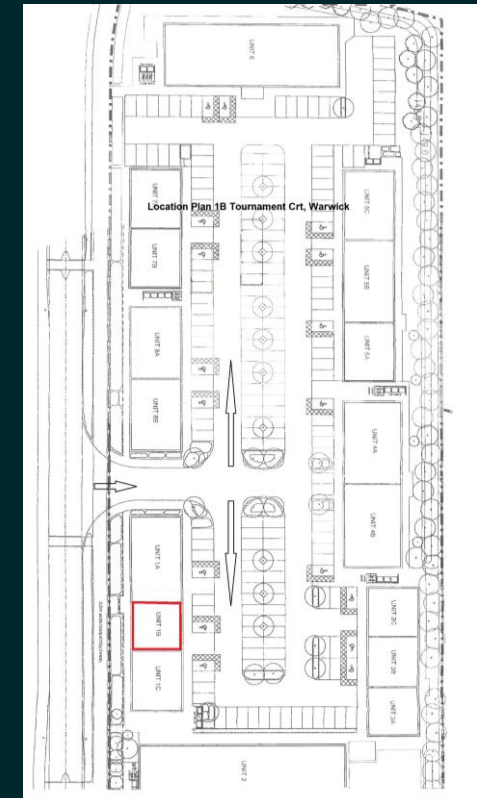 UNIT 6
Location Plan 1B Tournament Crt, Warwick
UNIT 7B
UNIT 8A
UNIT 8B
UNIT 1A
UNIT 1B
UNIT 1C
UNIT 2
UNIT 5C
UNIT 5B
UNIT 5A
UNIT 4A
UNIT 4B
UNIT 3C
UNIT 3B
UNIT 3A